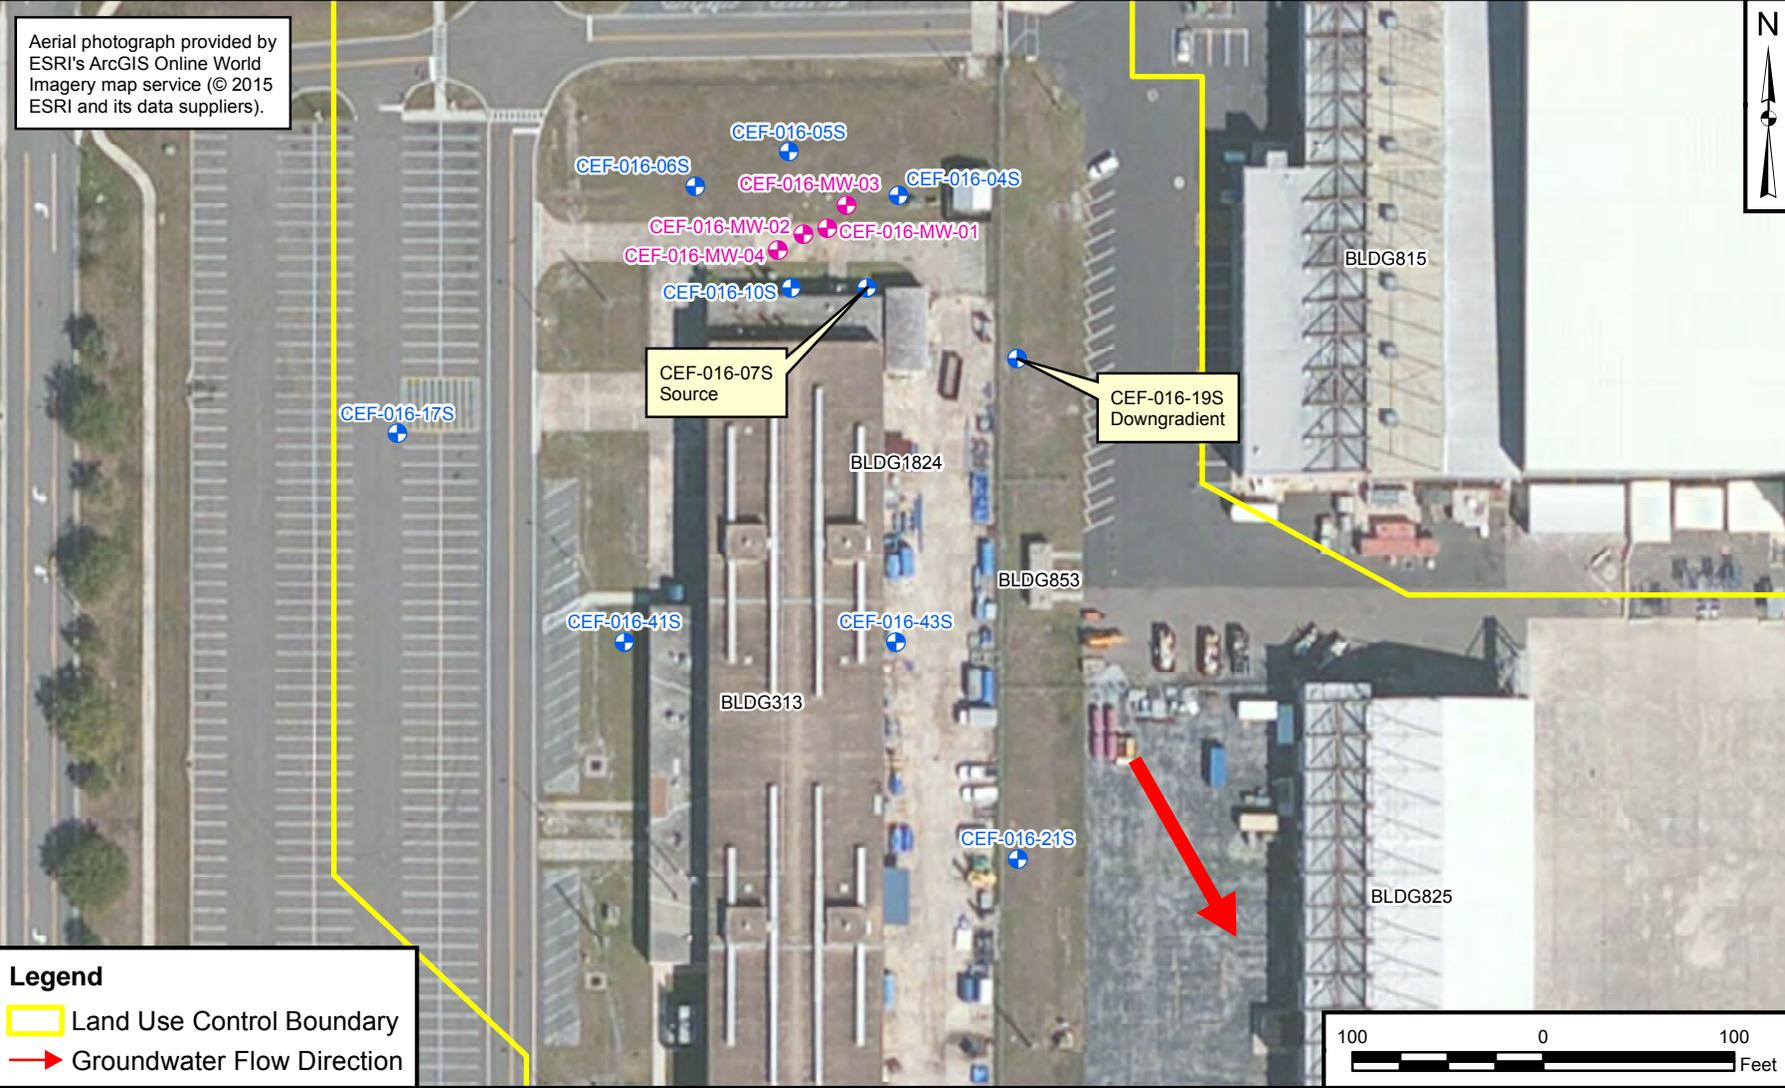 Aerial photograph provided by
ESRI's ArcGIS Online World
Imagery map service (© 2015
ESRI and its data suppliers).
N
CEF-016-05S
CEF-016-06S
CEF-016-MW-03
CEF-016-04S
CEF-016-MW-02
CEF-016-MW-01
CEF-016-MW-04
BLDG815
CEF-016-10S
CEF-016-07S
Source
CEF-016-19S
Downgradient
CEF-016-17S
BLDG1824
BLDG853
CEF-016-41S
CEF-016-43S
BLDG313
CEF-016-21S
BLDG825
Legend
Land Use Control Boundary
Groundwater Flow Direction
100 0 100
Feet